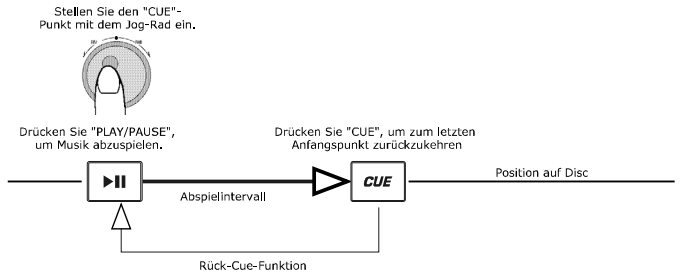 Stellen Sie den "CUE"-
Punkt mit dem Jog-Rad ein.
Drücken Sie "PLAY/PAUSE",
um Musik abzuspielen.
Drücken Sie "CUE", um zum letzten
Anfangspunkt zurückzukehren
CUE
Position auf Disc
Abspielintervall
Rück-Cue-Funktion